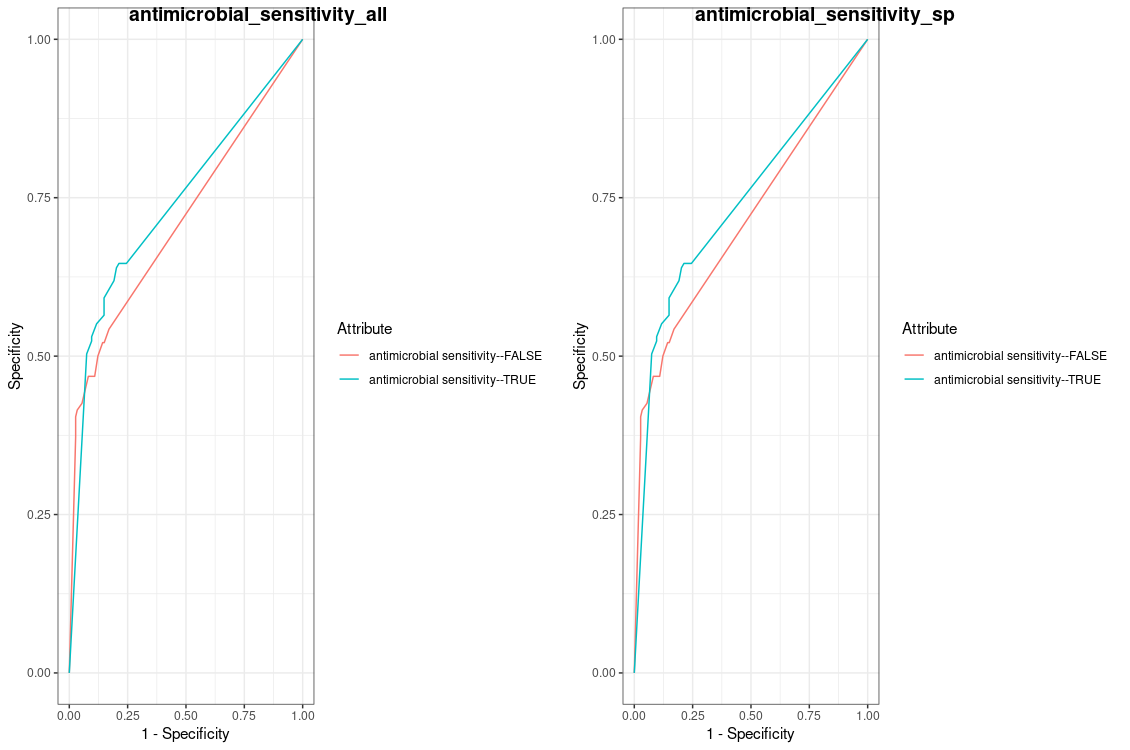 antimicrobial_sensitivity_all
1.00
0.75
0.50
0.25
0.00
Specificity
0.00 0.25 0.50 0.75 1.00
1 - Specificity
Attribute
antimicrobial sensitivity--FALSE
antimicrobial sensitivity--TRUE
antimicrobial_sensitivity_sp
1.00
0.75
0.50
0.25
0.00
Specificity
0.00 0.25 0.50 0.75 1.00
1 - Specificity
Attribute
antimicrobial sensitivity--FALSE
antimicrobial sensitivity--TRUE